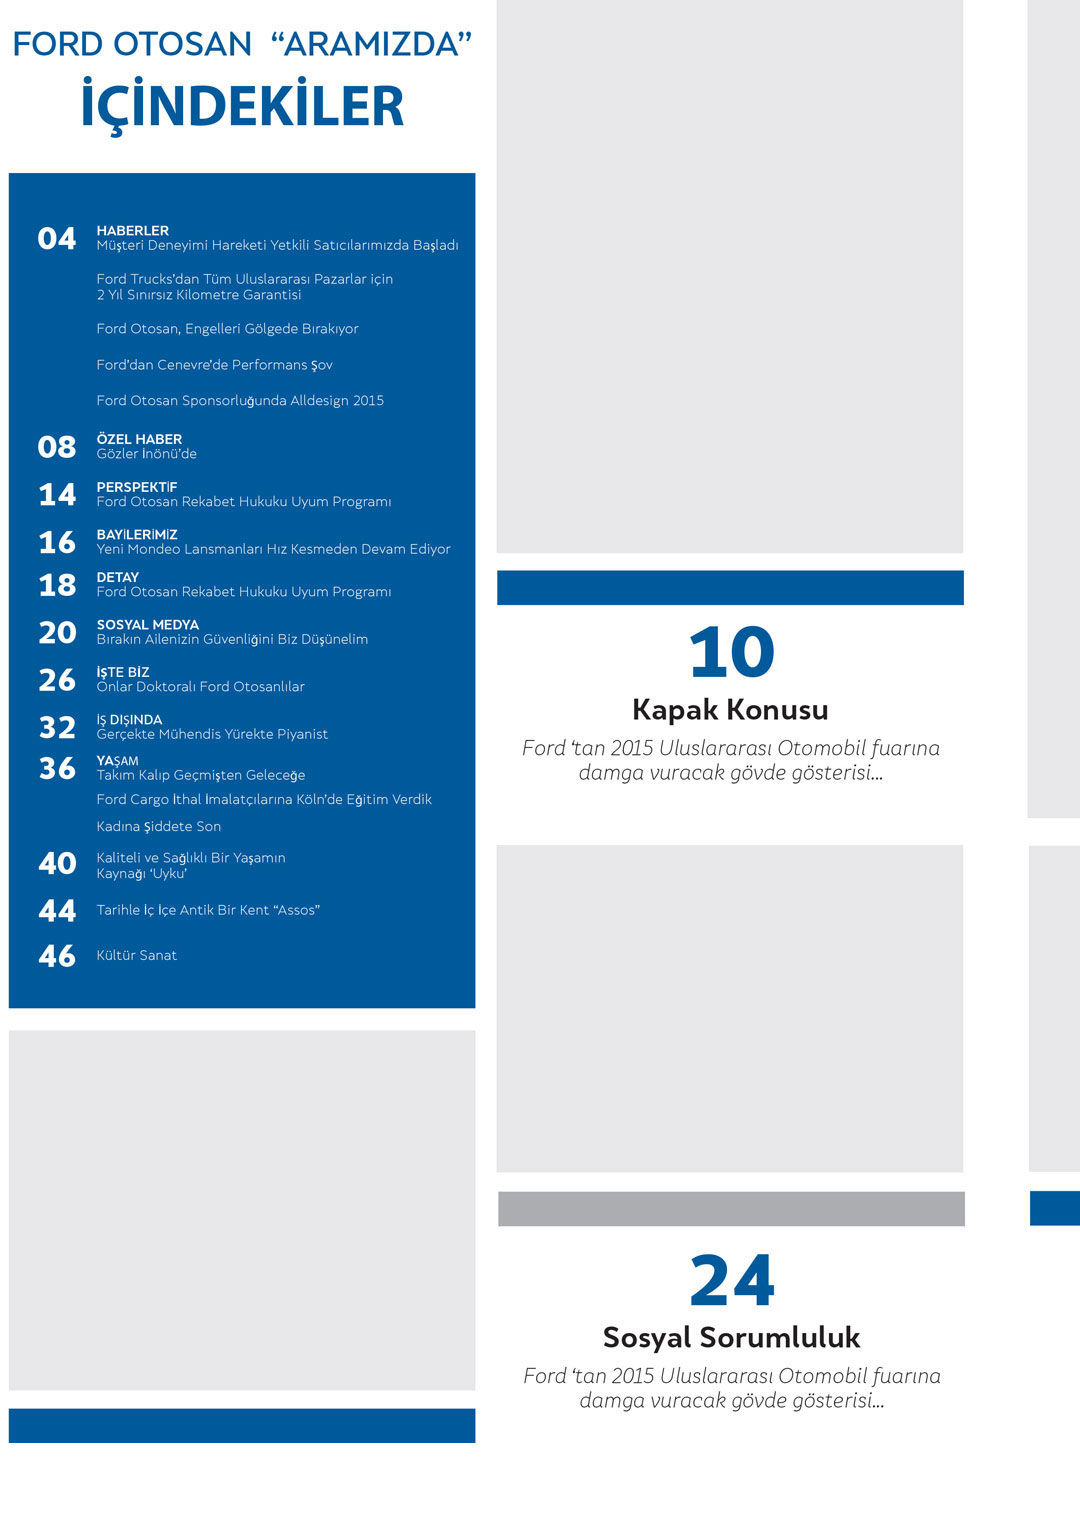 FORD OTOSAN “ARAMIZDA”
İÇİNDEKİLER
04
HABERLER
Müşteri Deneyimi Hareketi Yetkili Satıcılarımızda Başladı
Ford Trucks’dan Tüm Uluslararası Pazarlar için
2 Yıl Sınırsız Kilometre Garantisi
Ford Otosan, Engelleri Gölgede Bırakıyor
Ford’dan Cenevre’de Performans Şov
Ford Otosan Sponsorluğunda Alldesign 2015
08
ÖZEL HABER
Gözler İnönü’de
14
PERSPEKTİF
Ford Otosan Rekabet Hukuku Uyum Programı
16
BAYİLERİMİZ
Yeni Mondeo Lansmanları Hız Kesmeden Devam Ediyor
18
DETAY
Ford Otosan Rekabet Hukuku Uyum Programı
20
SOSYAL MEDYA
Bırakın Ailenizin Güvenliğini Biz Düşünelim
26
İŞTE BİZ
Onlar Doktoralı Ford Otosanlılar
32
İŞ DIŞINDA
Gerçekte Mühendis Yürekte Piyanist
36
YAŞAM
Takım Kalıp Geçmişten Geleceğe
Ford Cargo İthal İmalatçılarına Köln’de Eğitim Verdik
Kadına Şiddete Son
40
Kaliteli ve Sağlıklı Bir Yaşamın
Kaynağı ‘Uyku’
44
Tarihle İç İçe Antik Bir Kent “Assos”
46
Kültür Sanat
10
Kapak Konusu
Ford ‘tan 2015 Uluslararası Otomobil fuarına
damga vuracak gövde gösterisi...
24
Sosyal Sorumluluk
Ford ‘tan 2015 Uluslararası Otomobil fuarına
damga vuracak gövde gösterisi...